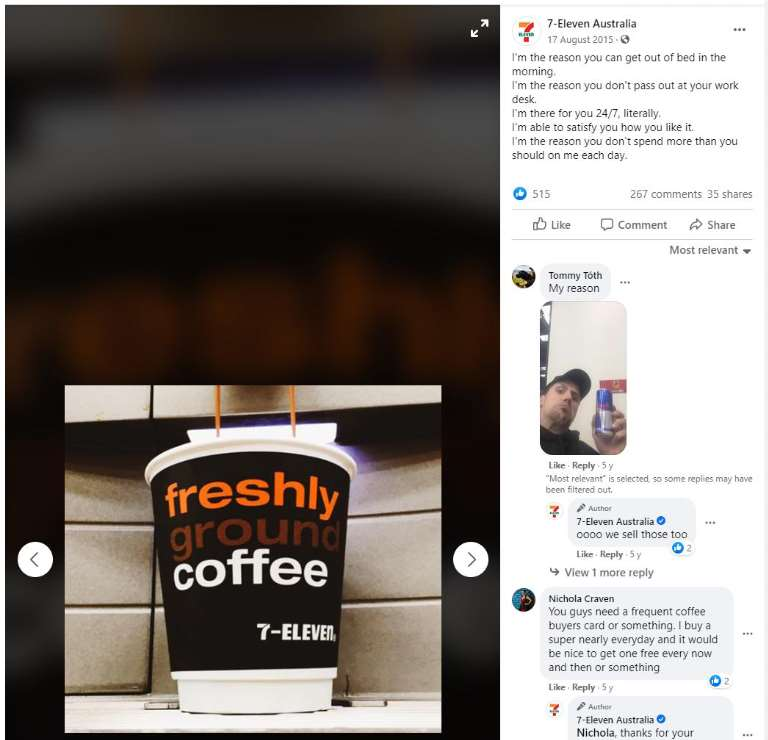 freshly
ground
coffee
7-ELEVEN
7-Eleven Australia
17 August 2015
I'm the reason you can get out of bed in the
morning.
I'm the reason you don't pass out at your work
desk.
I'm there for you 24/7, literally.
I'm able to satisfy you how you like it.
I'm the reason you don't spend more than you
should on me each day.
515
267 comments 35 shares
Like Comment Share
Most relevant
Tommy Tóth
My reason
Like · Reply · 5 y
"Most relevant" is selected, so some replies may have
been filtered out.
Author
7-Eleven Australia
oooo we sell those too
2
Like · Reply · 5 y
View 1 more reply
Nichola Craven
You guys need a frequent coffee
buyers card or something. I buy a
super nearly everyday and it would
be nice to get one free every now
and then or something
2
Like · Reply · 5 y
Author
7-Eleven Australia
Nichola, thanks for your